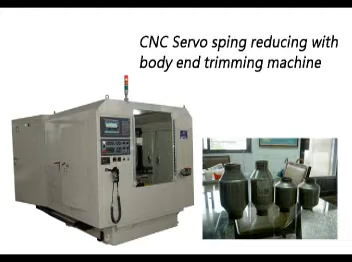 CNC Servo sping reducing with
body end trimming machine